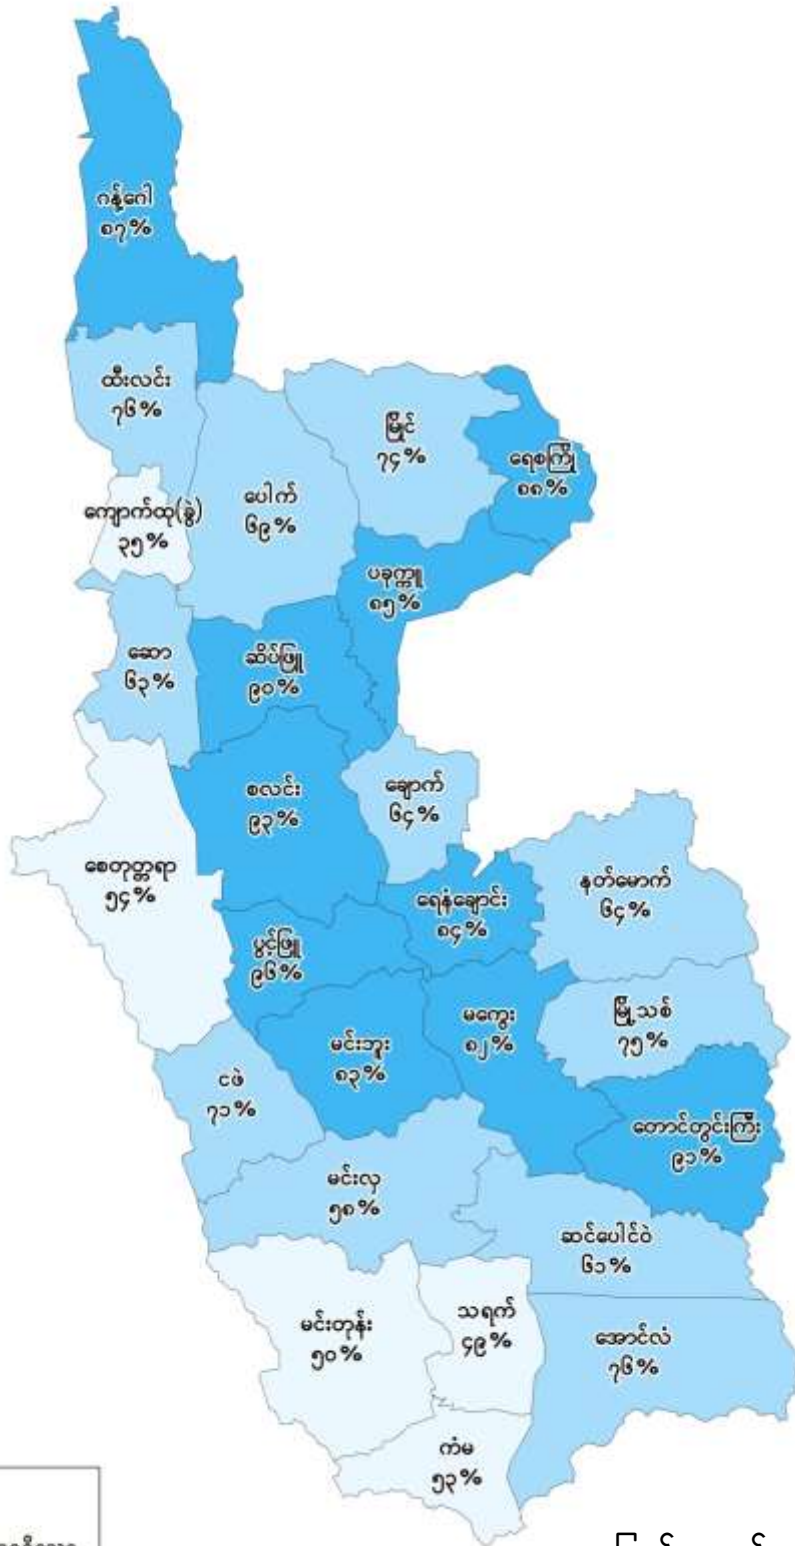 ဂန့်ဂေါ
၈၇%
ထီးလင်း
၇၆%
မြိုင်
၇၄%
ရေစကြို
၈၈%
ပေါက်
၆၉%
ကျောက်ထု(ခွဲ)
၃၅%
ပခုက္ကူ
၈၅%
ဆော
၆၃%
ဆိပ်ဖြူ
၉၀%
စလင်း
၉၃%
ချောက်
၆၄%
စေတုတ္တရာ
၅၄%
ရေနံချောင်း
၈၄%
နတ်မောက်
၆၄%
ပွင့်ဖြူ
၉၆%
မကွေး
၈၂%
မြို့သစ်
၇၅%
မင်းဘူး
၈၃%
ငဖဲ
၇၁%
တောင်တွင်းကြီး
၉၁%
မင်းလှ
၅၈%
ဆင်ပေါင်ဝဲ
၆၁%
မင်းတုန်း
၅၀%
သရက်
၄၉%
အောင်လံ
၇၆%
ကံမ
၅၃%